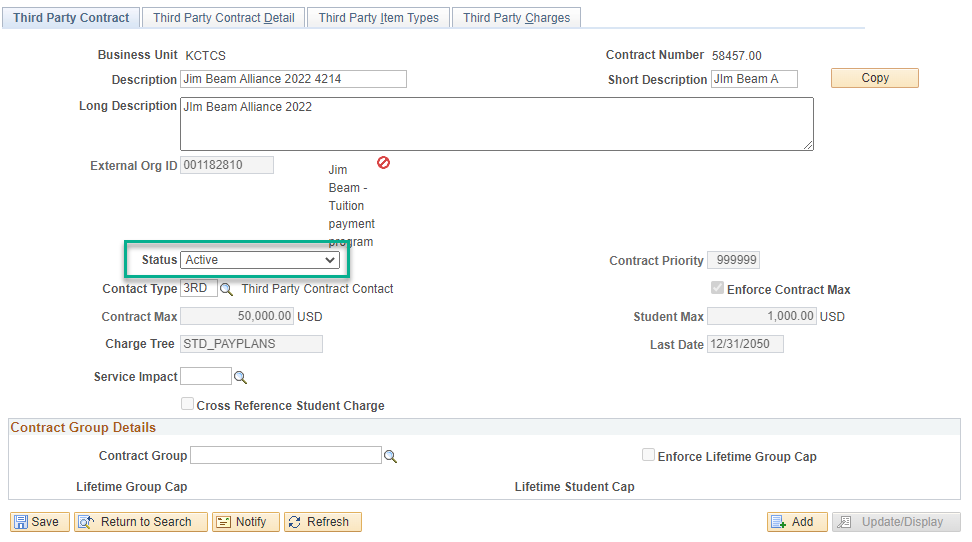 Third Party Contract Third Party Contract Detail Third Party Item Types Third Party Charges
Business Unit KCTCS Contract Number 58457.00
Description Jim Beam Alliance 2022 4214 Short Description JIm Beam A Copy
Long Description JIm Beam Alliance 2022
External Org ID 001182810 Jim
Beam -
Tuition
payment
program
Status Active Contract Priority 999999
Contact Type 3RD Third Party Contract Contact Enforce Contract Max
Contract Max 50,000.00 USD Student Max 1,000.00 USD
Charge Tree STD_PAYPLANS Last Date 12/31/2050
Service Impact
Cross Reference Student Charge
Contract Group Details
Contract Group Enforce Lifetime Group Cap
Lifetime Group Cap Lifetime Student Cap
Save Return to Search Notify Refresh Add Update/Display